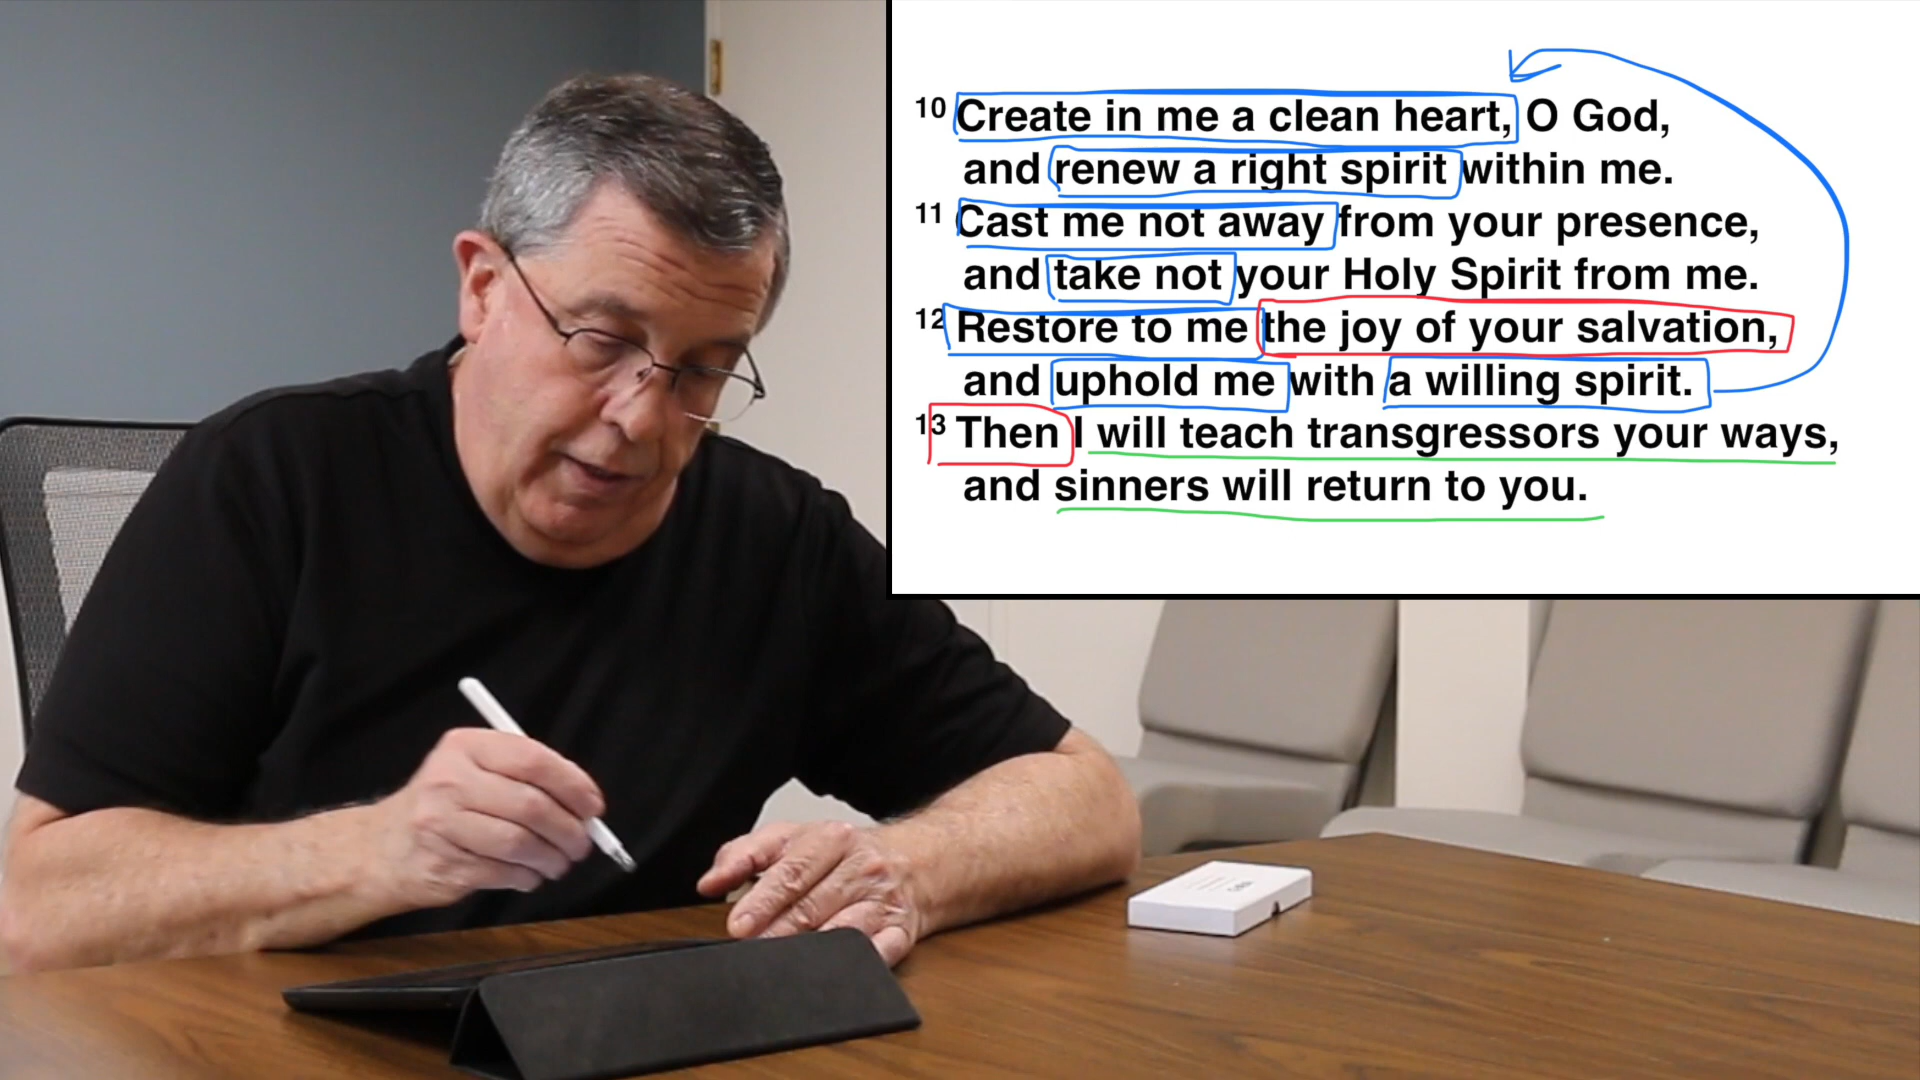 10 Create in me a clean heart, O God,
and renew a right spirit within me.
11 Cast me not away from your presence,
and take not your Holy Spirit from me.
12 Restore to me the joy of your salvation,
and uphold me with a willing spirit.
13 Then I will teach transgressors your ways,
and sinners will return to you.